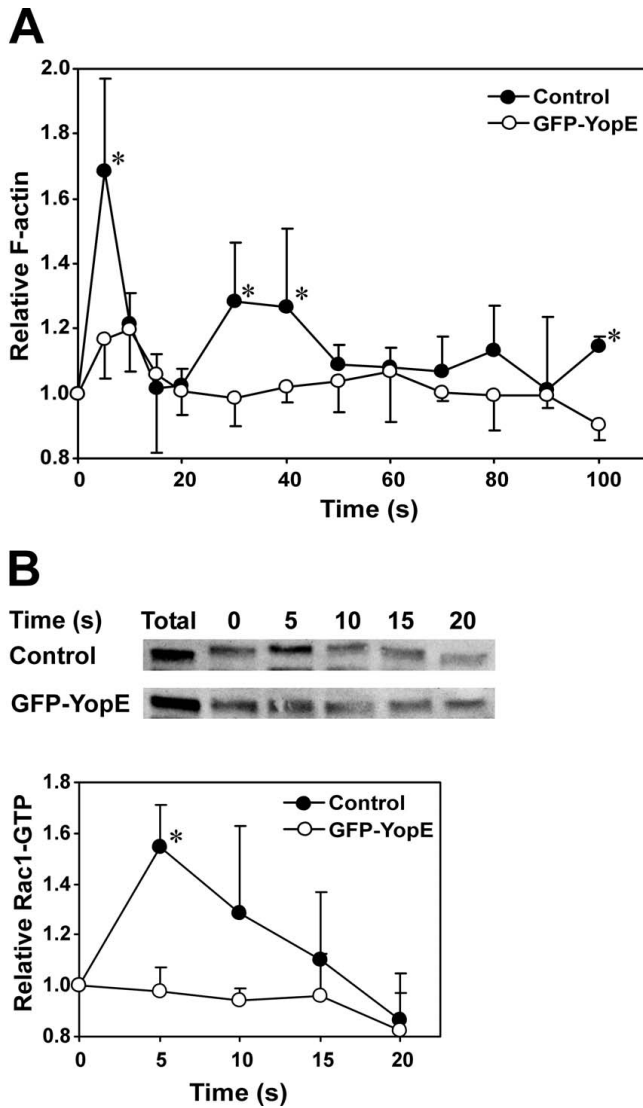 A
2.0
1.8
1.6
1.4
1.2
1.0
0.8
Relative F-actin
Control
GFP-YopE
*
*
*
*
0 20 40 60 80 100
Time (s)
B
Time (s) Total 0 5 10 15 20
Control
GFP-YopE
1.8
1.6
1.4
1.2
1.0
0.8
Relative Rac1-GTP
Control
GFP-YopE
*
0 5 10 15 20
Time (s)